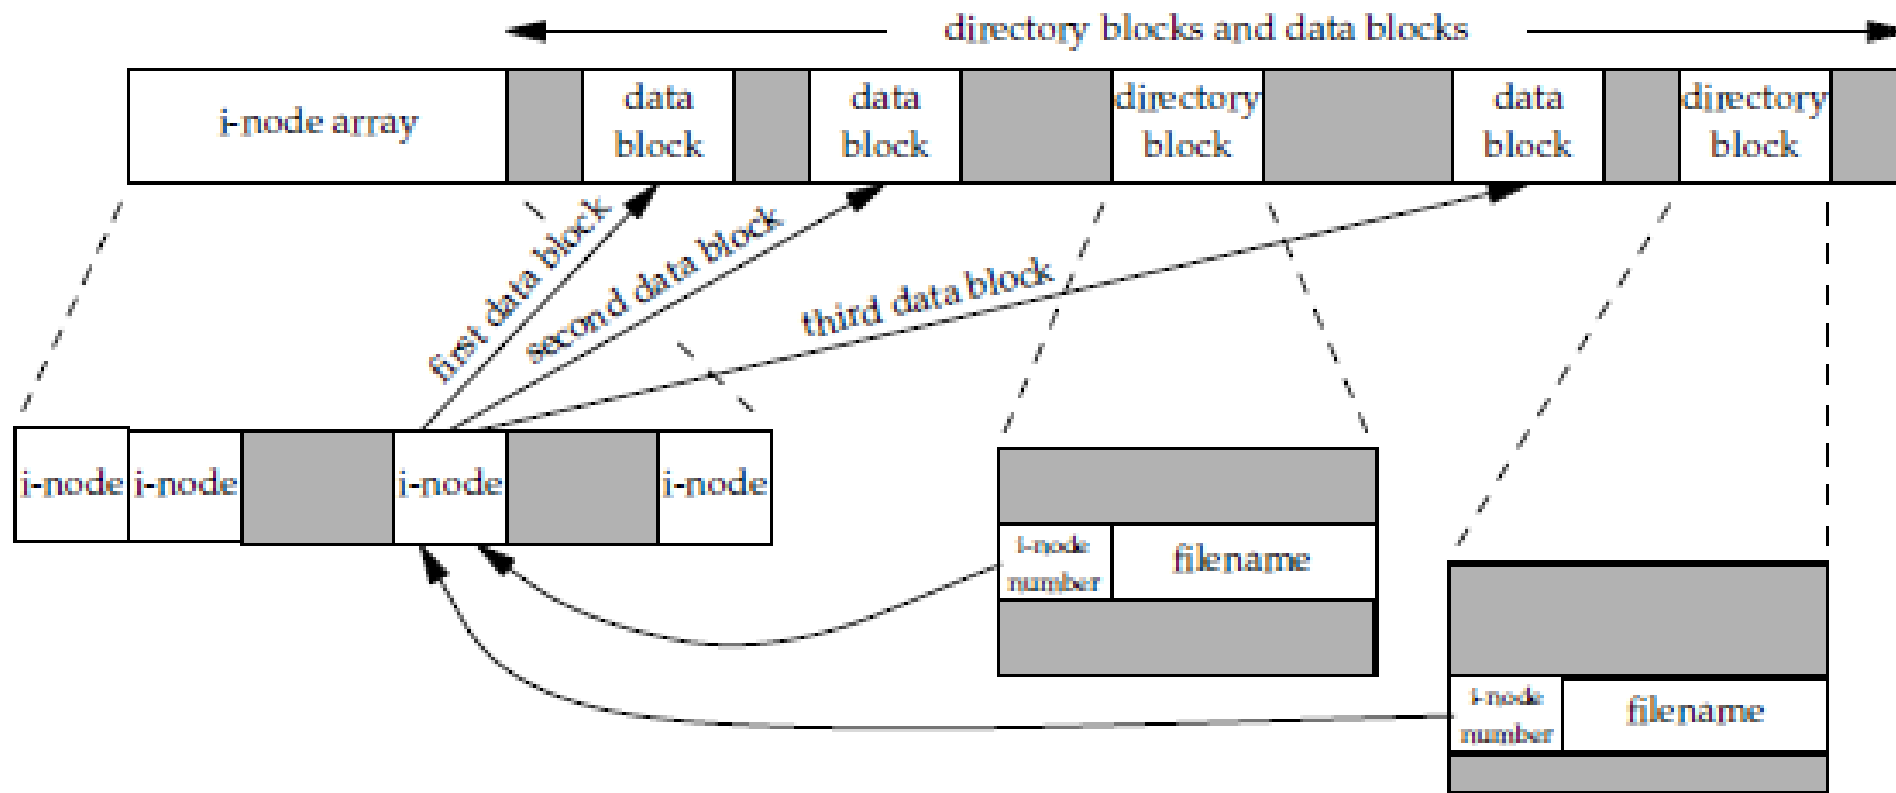 directory blocks and data blocks
i-node array
data
block
data
block
directory
block
data
block
directory
block
first data block
second data block
third data block
i-node
i-node
i-node
i-node
i-node
number
filename
i-node
number
filename